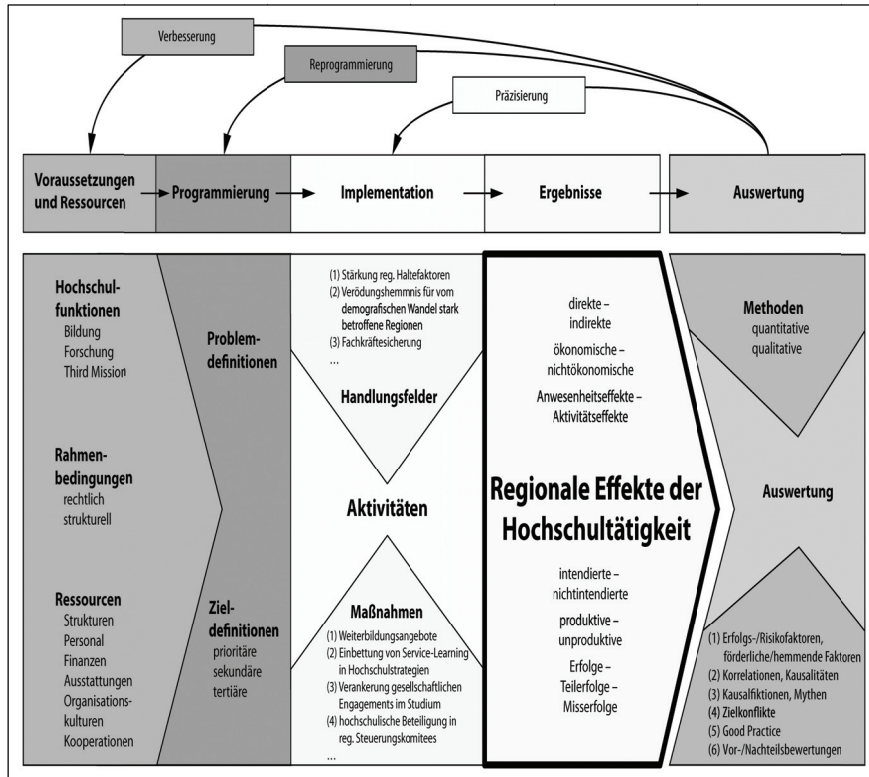 Verbesserung
Reprogrammierung
Präzisierung
Voraussetzungen
und Ressourcen
Programmierung
Implementation
Ergebnisse
Auswertung
Hochschul-
funktionen
Bildung
Forschung
Third Mission
Rahmen-
bedingungen
rechtlich
strukturell
Ressourcen
Strukturen
Personal
Finanzen
Ausstattungen
Organisations-
kulturen
Kooperationen
Problem-
definitionen
Ziel-
definitionen
prioritäre
sekundäre
tertiäre
(1) Stärkung reg. Haltefaktoren
(2) Verödungshemmnis für vom
demografischen Wandel stark
betroffene Regionen
(3) Fachkräftesicherung
...
Handlungsfelder
Aktivitäten
Maßnahmen
(1) Weiterbildungsangebote
(2) Einbettung von Service-Learning
in Hochschulstrategien
(3) Verankerung gesellschaftlichen
Engagements im Studium
(4) hochschulische Beteiligung in
reg. Steuerungskomitees
...
direkte –
indirekte
ökonomische –
nichtökonomische
Anwesenheitseffekte –
Aktivitätseffekte
Regionale Effekte der
Hochschultätigkeit
intendierte –
nichtintendierte
produktive –
unproduktive
Erfolge –
Teilerfolge –
Misserfolge
Methoden
quantitative
qualitative
Auswertung
(1) Erfolgs-/Risikofaktoren,
förderliche/hemmende Faktoren
(2) Korrelationen, Kausalitäten
(3) Kausalfiktionen, Mythen
(4) Zielkonflikte
(5) Good Practice
(6) Vor-/Nachteilsbewertungen